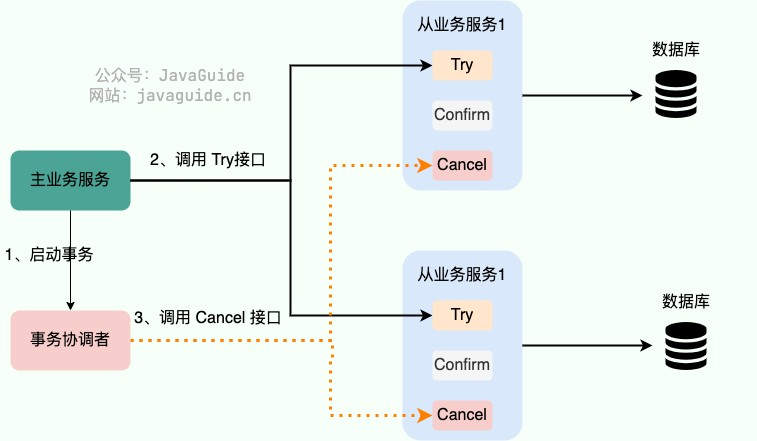 公众号：JavaGuide
网站：javaguide.cn
从业务服务1
Try
Confirm
Cancel
数据库
主业务服务
2、调用 Try接口
1、启动事务
事务协调者
3、调用 Cancel 接口
从业务服务1
Try
Confirm
Cancel
数据库